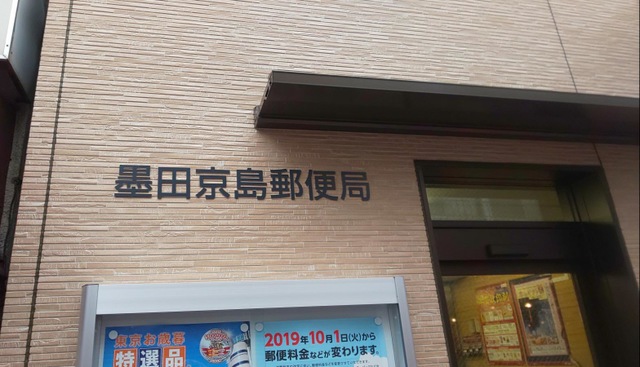 墨田京島郵便局
東京お歳暮
特選品
2019年10月1日(火)から
郵便料金などが変わります。